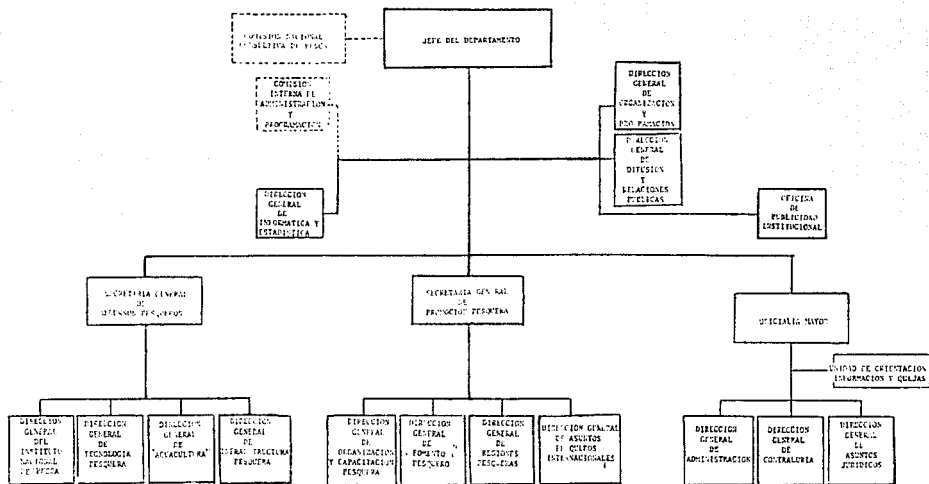 COMISION NACIONAL
CONSULTIVA DE PESCA
JEFE DEL DEPARTAMENTO
COMISION
INTERNA DE
ADMINISTRACION
Y
PROGRAMACION
DIRECCION
GENERAL
DE
ORGANIZACION
Y
DIRECCION
GENERAL
DE
DIFUSION
Y
RELACIONES
PUBLICAS
DIRECCION
GENERAL
DE
INFORMATICA Y
ESTADISTICA
OFICINA
DE
PUBLICIDAD
INSTITUCIONAL
SECRETARIA GENERAL
DE
PESQUEROS
SECRETARIA GENERAL
DE
PROMOCION PESQUERA
OFICIALIA MAYOR
UNIDAD DE ORIENTACION
INFORMACION Y QUEJAS
DIRECCION
GENERAL
DEL
INSTITUTO
NACIONAL
DE PESCA
DIRECCION
GENERAL
DE
TECNOLOGIA
PESQUERA
DIRECCION
GENERAL
DE
"ACUACULTURA"
DIRECCION
GENERAL
DE
INFRAESTRUCTURA
PESQUERA
DIRECCION
GENERAL
DE
ORGANIZACION
Y CAPACITACION
PESQUERA
DIRECCION
GENERAL
DE
FOMENTO
PESQUERO
DIRECCION
GENERAL
DE
REGIONES
PESQUERAS
DIRECCION GENERAL
DE ASUNTOS
PESQUEROS
INTERNACIONALES
DIRECCION
GENERAL
DE
ADMINISTRACION
DIRECCION
GENERAL
DE
CONTRALORIA
DIRECCION
GENERAL
DE
ASUNTOS
JURIDICOS